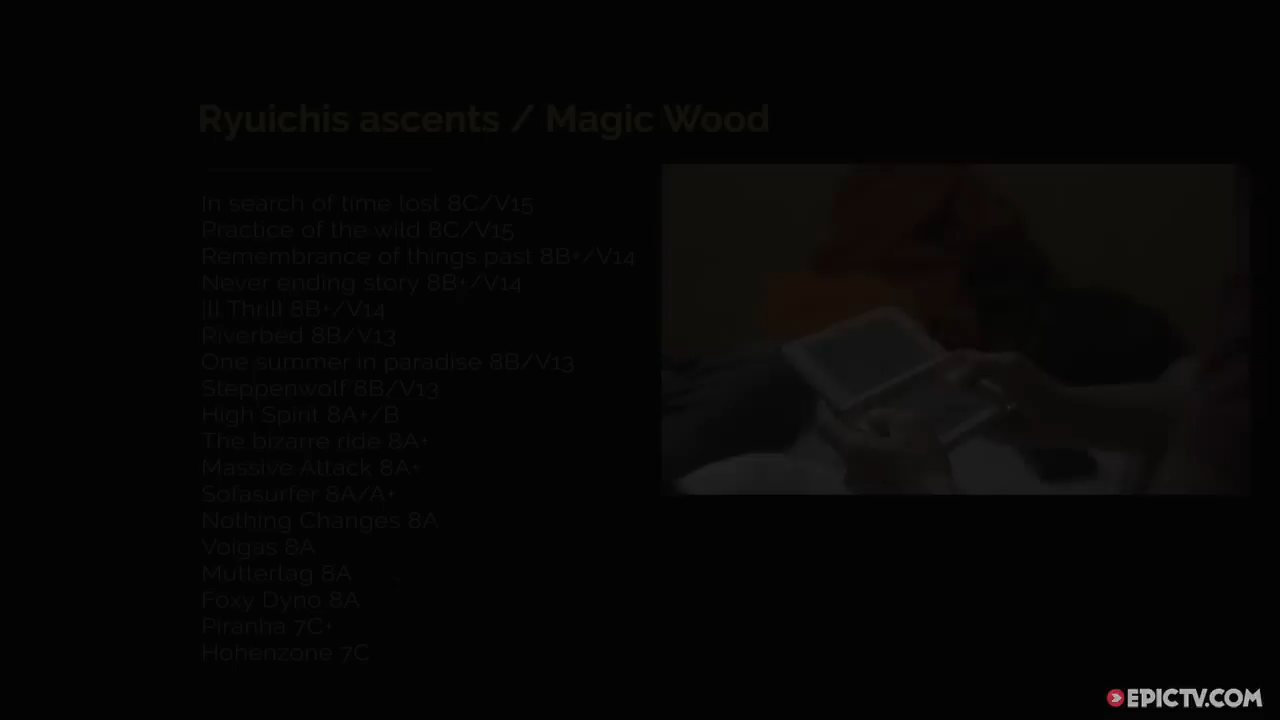 Ryuichis ascents / Magic Wood
In search of time lost 8C/V15
Practice of the wild 8C/V15
Remembrance of things past 8B+/V14
Never ending story 8B+/V14
Ill Thrill 8B+/V14
Riverbed 8B/V13
One summer in paradise 8B/V13
Steppenwolf 8B/V13
High Spirit 8A+/B
The bizarre ride 8A+
Massive Attack 8A+
Sofasurfer 8A/A+
Nothing Changes 8A
Voigas 8A
Muttertag 8A
Foxy Dyno 8A
Piranha 7C+
Hohenzone 7C
EPICTV.COM